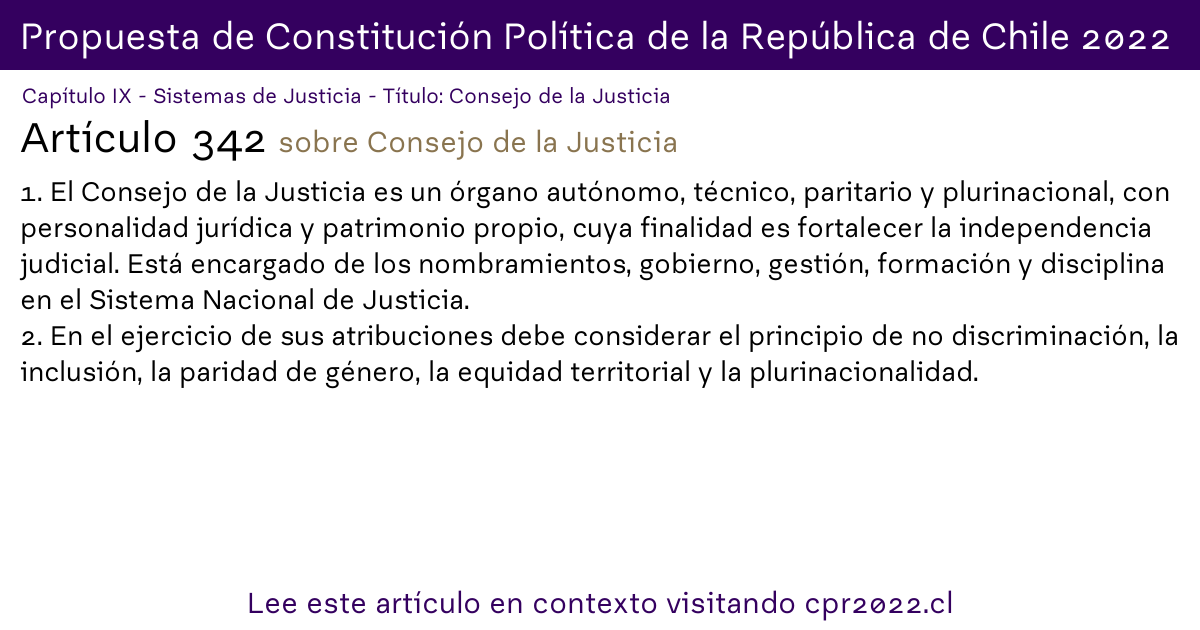 Propuesta de Constitución Política de la República de Chile 2022
Capítulo IX - Sistemas de Justicia - Título: Consejo de la Justicia
Artículo 342 sobre Consejo de la Justicia
1. El Consejo de la Justicia es un órgano autónomo, técnico, paritario y plurinacional, con
personalidad jurídica y patrimonio propio, cuya finalidad es fortalecer la independencia
judicial. Está encargado de los nombramientos, gobierno, gestión, formación y disciplina
en el Sistema Nacional de Justicia.
2. En el ejercicio de sus atribuciones debe considerar el principio de no discriminación, la
inclusión, la paridad de género, la equidad territorial y la plurinacionalidad.
Lee este artículo en contexto visitando cpr2022.cl